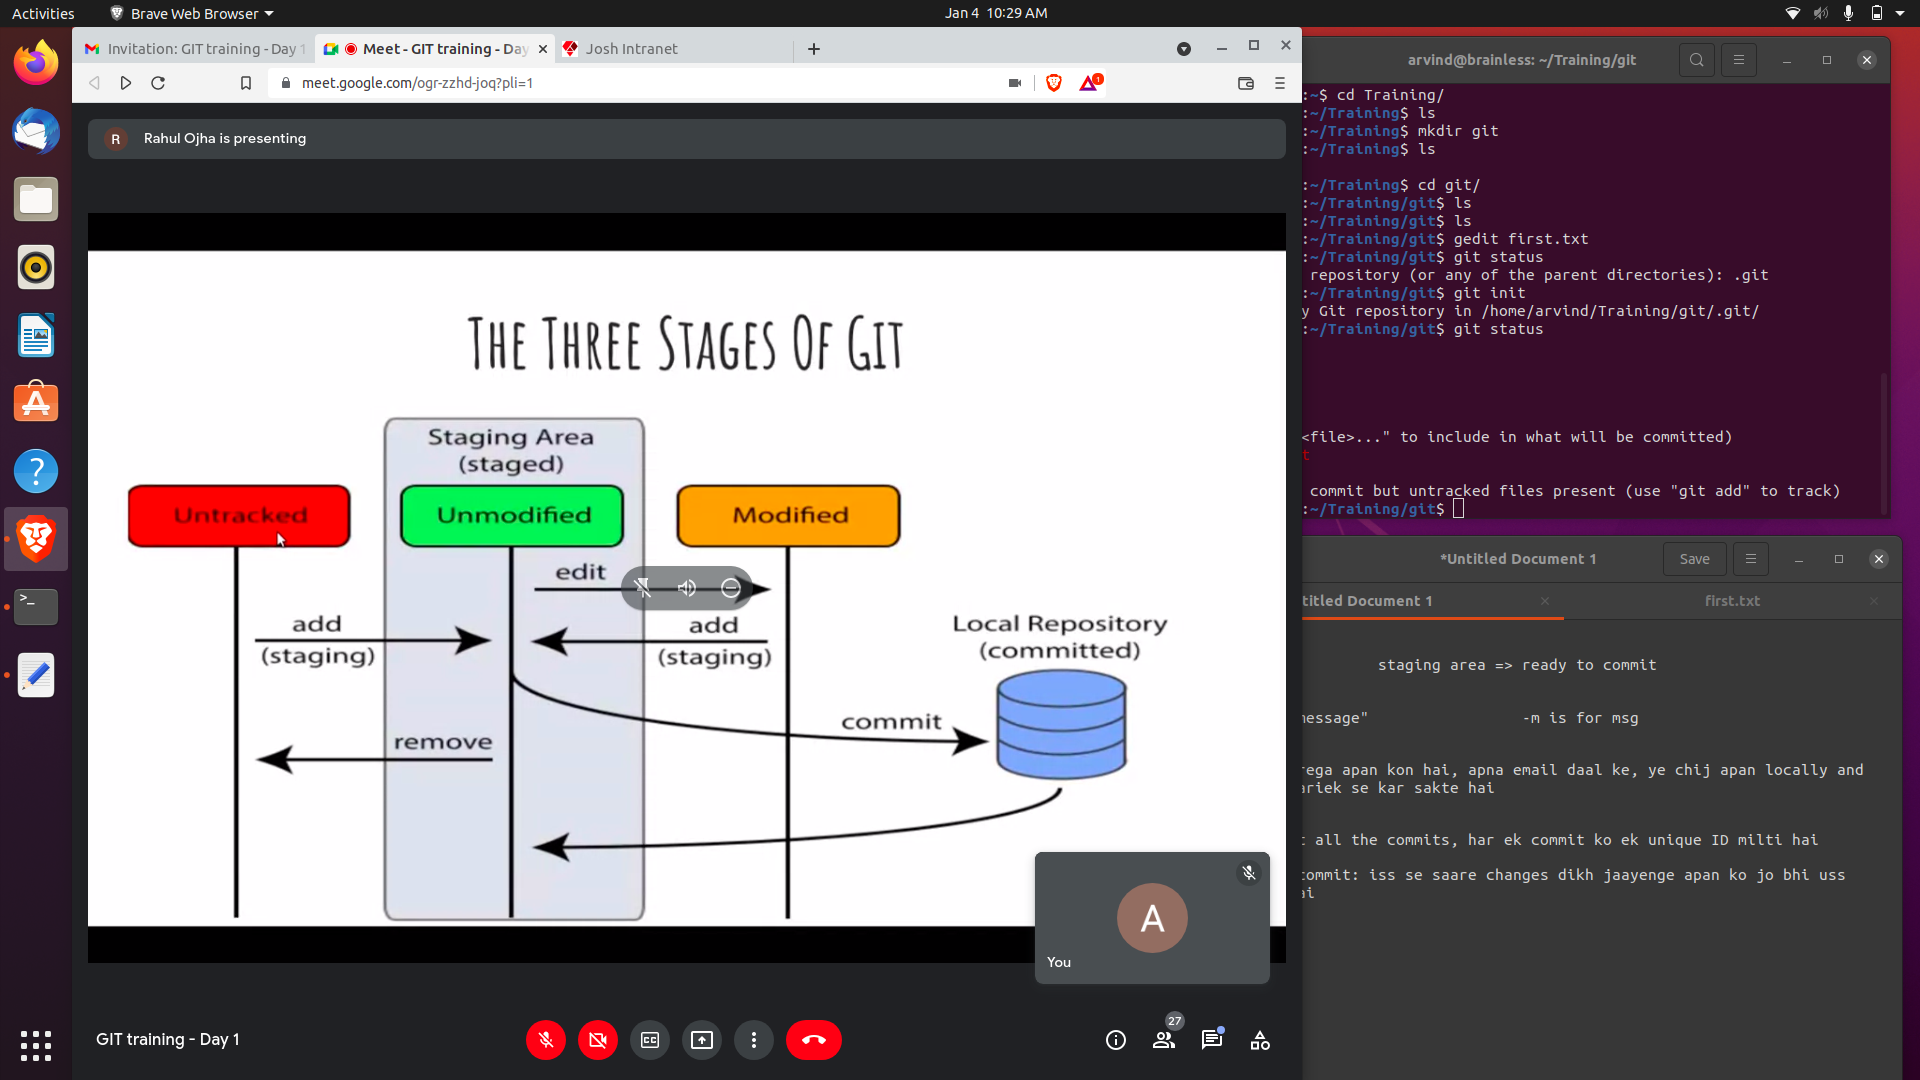 Activities
Brave Web Browser
Jan 4 10:29 AM
Invitation: GIT training - Day 1
Meet - GIT training - Day
Josh Intranet
meet.google.com/ogr-zzhd-joq?pli=1
1
R
Rahul Ojha is presenting
THE THREE STAGES OF GIT
Staging Area
(staged)
Untracked
Unmodified
Modified
edit
add
(staging)
add
(staging)
Local Repository
(committed)
commit
remove
A
You
GIT training - Day 1
CC
27
arvind@brainless: ~/Training/git
:~$ cd Training/
:~/Training$ ls
:~/Training$ mkdir git
:~/Training$ ls
:~/Training$ cd git/
:~/Training/git$ ls
:~/Training/git$ ls
:~/Training/git$ gedit first.txt
:~/Training/git$ git status
repository (or any of the parent directories): .git
:~/Training/git$ git init
y Git repository in /home/arvind/Training/git/.git/
:~/Training/git$ git status
<file>..." to include in what will be committed)
t
commit but untracked files present (use "git add" to track)
:~/Training/git$
*Untitled Document 1
Save
titled Document 1
first.txt
staging area => ready to commit
message" -m is for msg
rega apan kon hai, apna email daal ke, ye chij apan locally and
ariek se kar sakte hai
t all the commits, har ek commit ko ek unique ID milti hai
commit: iss se saare changes dikh jaayenge apan ko jo bhi uss
ai